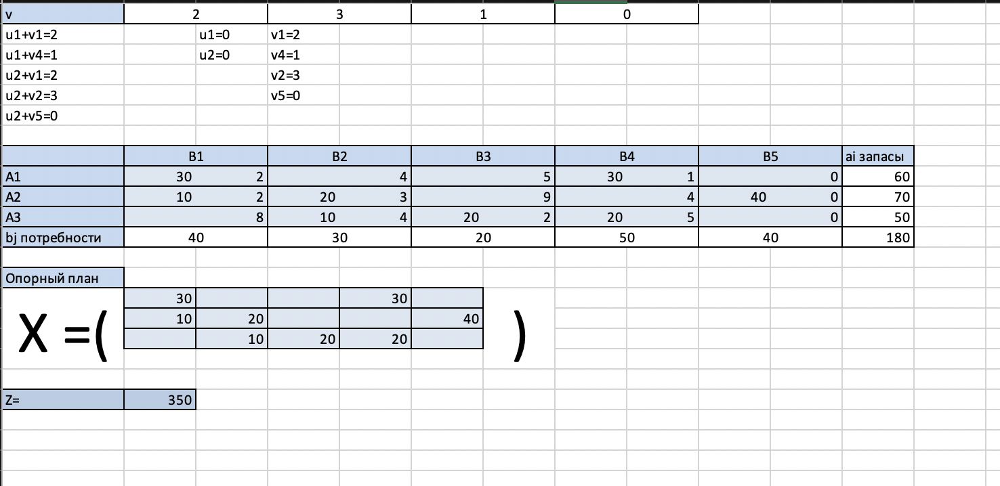 v 2 3 1 0
u1+v1=2 u1=0 v1=2
u1+v4=1 u2=0 v4=1
u2+v1=2 v2=3
u2+v2=3 v5=0
u2+v5=0
B1 B2 B3 B4 B5 ai запасы
A1 30 2 4 5 30 1 0 60
A2 10 2 20 3 9 4 40 0 70
A3 8 10 4 20 2 20 5 0 50
bj потребности 40 30 20 50 40 180
Опорный план
30 30
10 20 40
X =( )
10 20 20
Z= 350